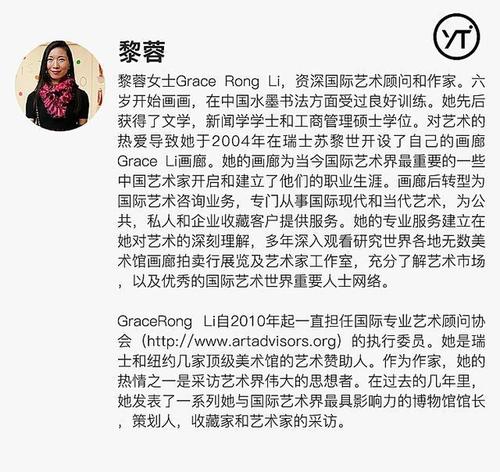 YT
黎蓉
黎蓉女士Grace Rong Li，资深国际艺术顾问和作家。六
岁开始画画，在中国水墨书法方面受过良好训练。她先后
获得了文学，新闻学学士和工商管理硕士学位。对艺术的
热爱导致她于2004年在瑞士苏黎世开设了自己的画廊
Grace Li画廊。她的画廊为当今国际艺术界最重要的一些
中国艺术家开启和建立了他们的职业生涯。画廊后转型为
国际艺术咨询业务，专门从事国际现代和当代艺术，为公
共，私人和企业收藏客户提供服务。她的专业服务建立在
她对艺术的深刻理解，多年深入观看研究世界各地无数美
术馆画廊拍卖行展览及艺术家工作室，充分了解艺术市场
，以及优秀的国际艺术世界重要人士网络。
GraceRong Li自2010年起一直担任国际专业艺术顾问协
会（http://www.artadvisors.org）的执行委员。她是瑞
士和纽约几家顶级美术馆的艺术赞助人。作为作家，她的
热情之一是采访艺术界伟大的思想者。在过去的几年里，
她发表了一系列她与国际艺术界最具影响力的博物馆馆长
，策划人，收藏家和艺术家的采访。